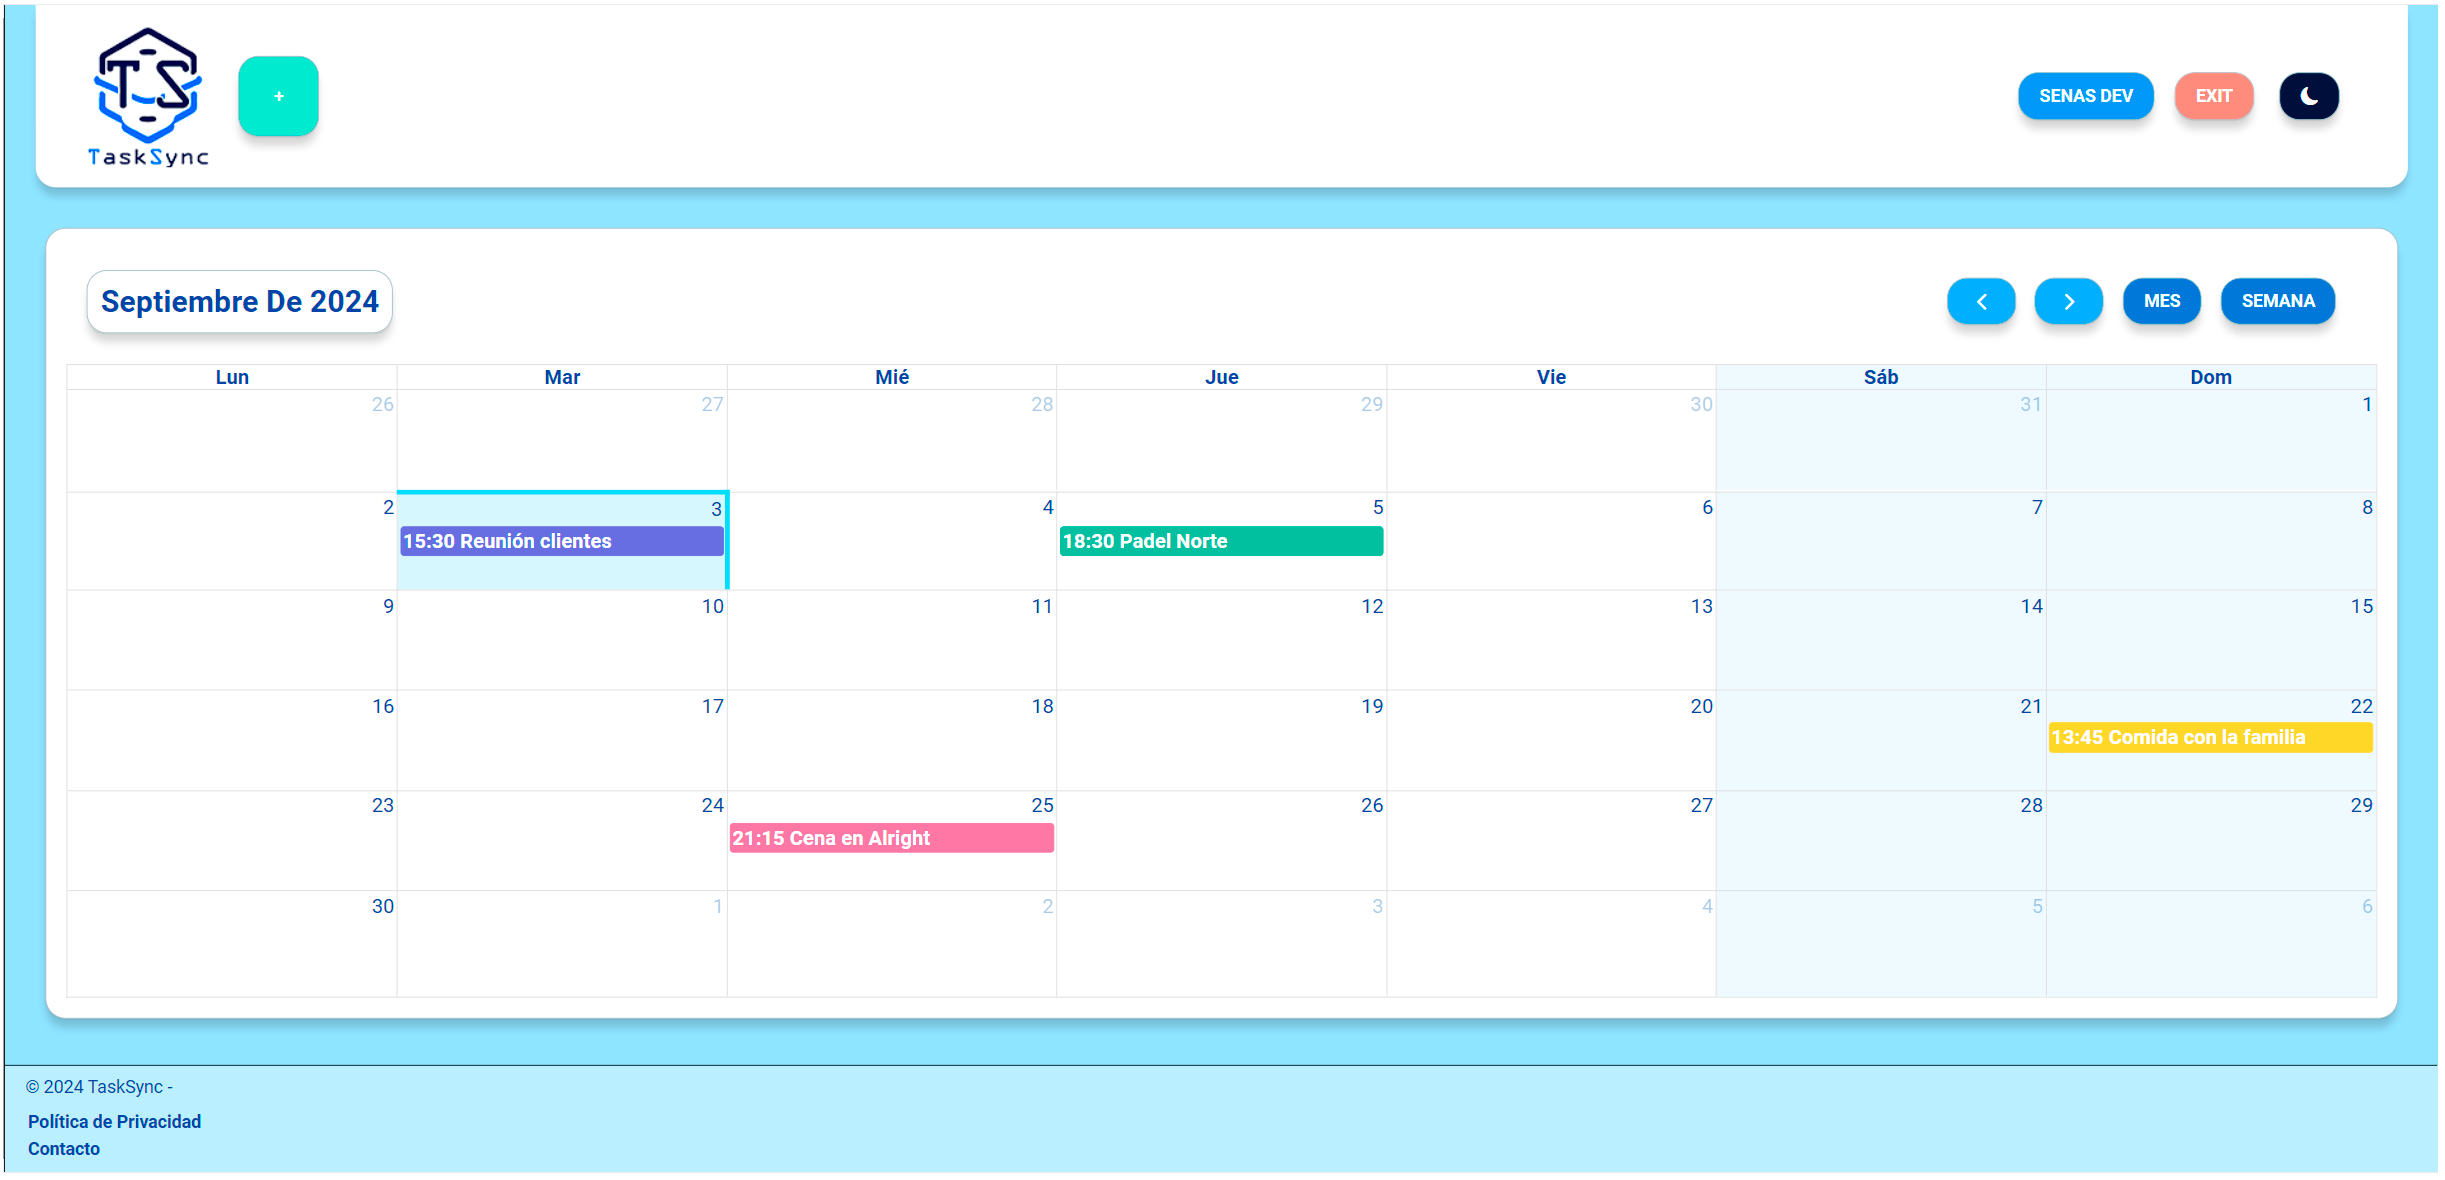 TS
TaskSync
+
SENAS DEV
EXIT
Septiembre De 2024
MES
SEMANA
Lun Mar Mié Jue Vie Sáb Dom
26 27 28 29 30 31 1
2 3 4 5 6 7 8
15:30 Reunión clientes
18:30 Padel Norte
9 10 11 12 13 14 15
16 17 18 19 20 21 22
13:45 Comida con la familia
23 24 25 26 27 28 29
21:15 Cena en Alright
30 1 2 3 4 5 6
© 2024 TaskSync -
Política de Privacidad
Contacto